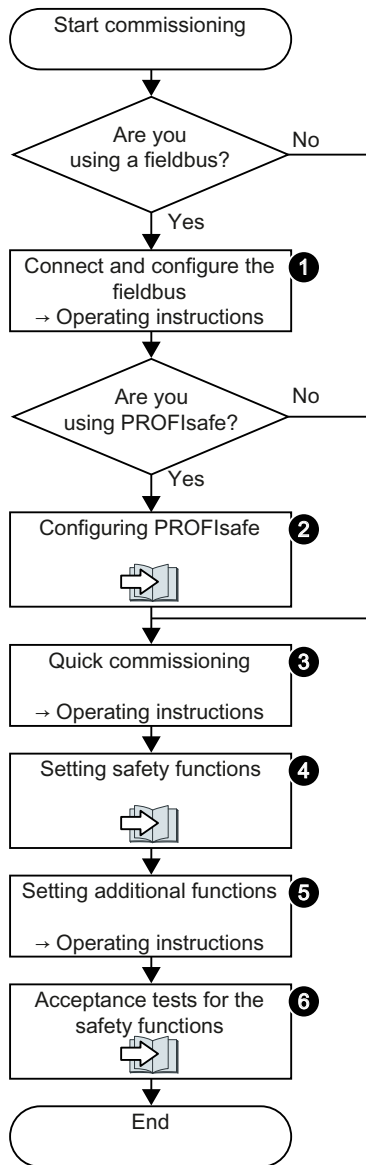 Start commissioning
Are you
using a fieldbus?
No
Yes
Connect and configure the
fieldbus
→ Operating instructions
1
Are you
using PROFIsafe?
No
Yes
Configuring PROFIsafe
2
Quick commissioning
→ Operating instructions
3
Setting safety functions
4
Setting additional functions
→ Operating instructions
5
Acceptance tests for the
safety functions
6
End